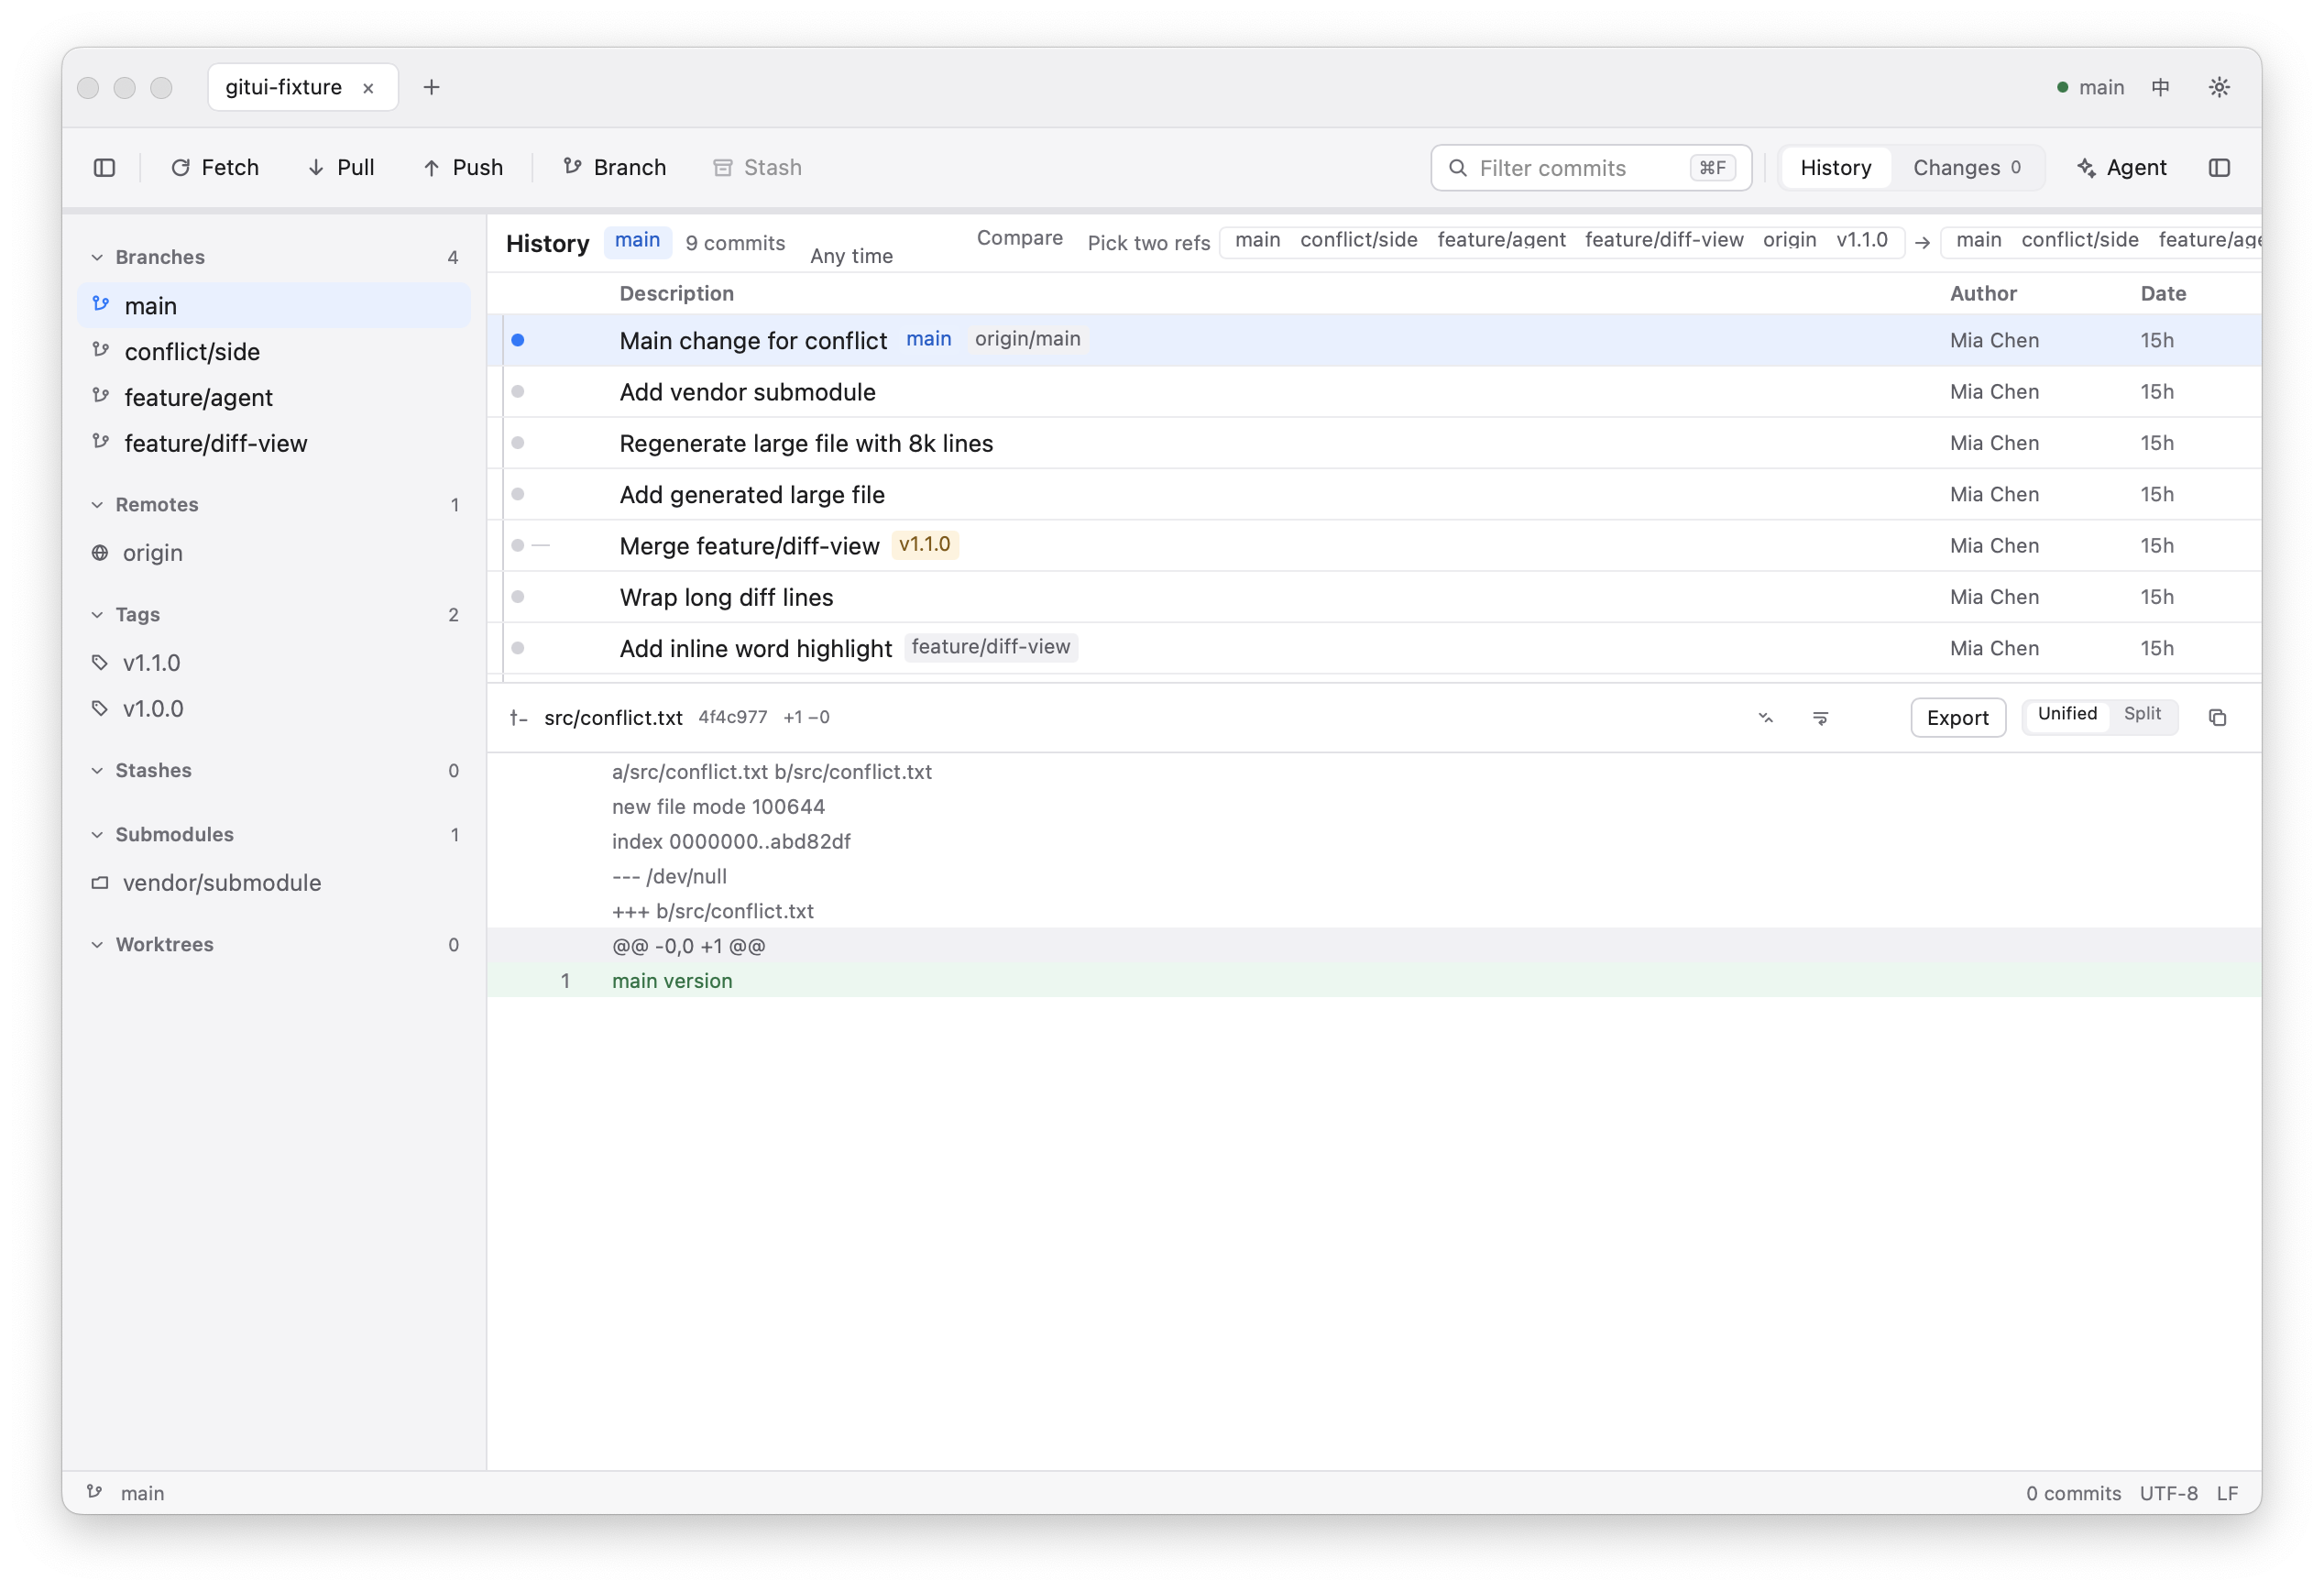 gitui-fixture × +
main 中
Fetch Pull Push Branch Stash
Filter commits ⌘F
History Changes 0 Agent
Branches 4
main
conflict/side
feature/agent
feature/diff-view
Remotes 1
origin
Tags 2
v1.1.0
v1.0.0
Stashes 0
Submodules 1
vendor/submodule
Worktrees 0
History main 9 commits Any time Compare Pick two refs main conflict/side feature/agent feature/diff-view origin v1.1.0 → main conflict/side feature/age
Description Author Date
Main change for conflict main origin/main Mia Chen 15h
Add vendor submodule Mia Chen 15h
Regenerate large file with 8k lines Mia Chen 15h
Add generated large file Mia Chen 15h
Merge feature/diff-view v1.1.0 Mia Chen 15h
Wrap long diff lines Mia Chen 15h
Add inline word highlight feature/diff-view Mia Chen 15h
src/conflict.txt 4f4c977 +1 −0 Export Unified Split
a/src/conflict.txt b/src/conflict.txt
new file mode 100644
index 0000000..abd82df
--- /dev/null
+++ b/src/conflict.txt
@@ -0,0 +1 @@
1 main version
main 0 commits UTF-8 LF